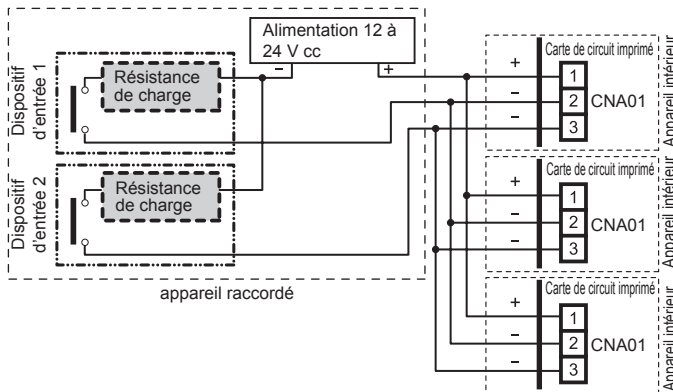 Alimentation 12 à
24 V cc
−
+
Dispositif
d'entrée 1
Résistance
de charge
Dispositif
d'entrée 2
Résistance
de charge
appareil raccordé
Carte de circuit imprimé
+
−
−
1
2
3
CNA01
Appareil intérieur
Carte de circuit imprimé
+
−
−
1
2
3
CNA01
Appareil intérieur
Carte de circuit imprimé
+
−
−
1
2
3
CNA01
Appareil intérieur